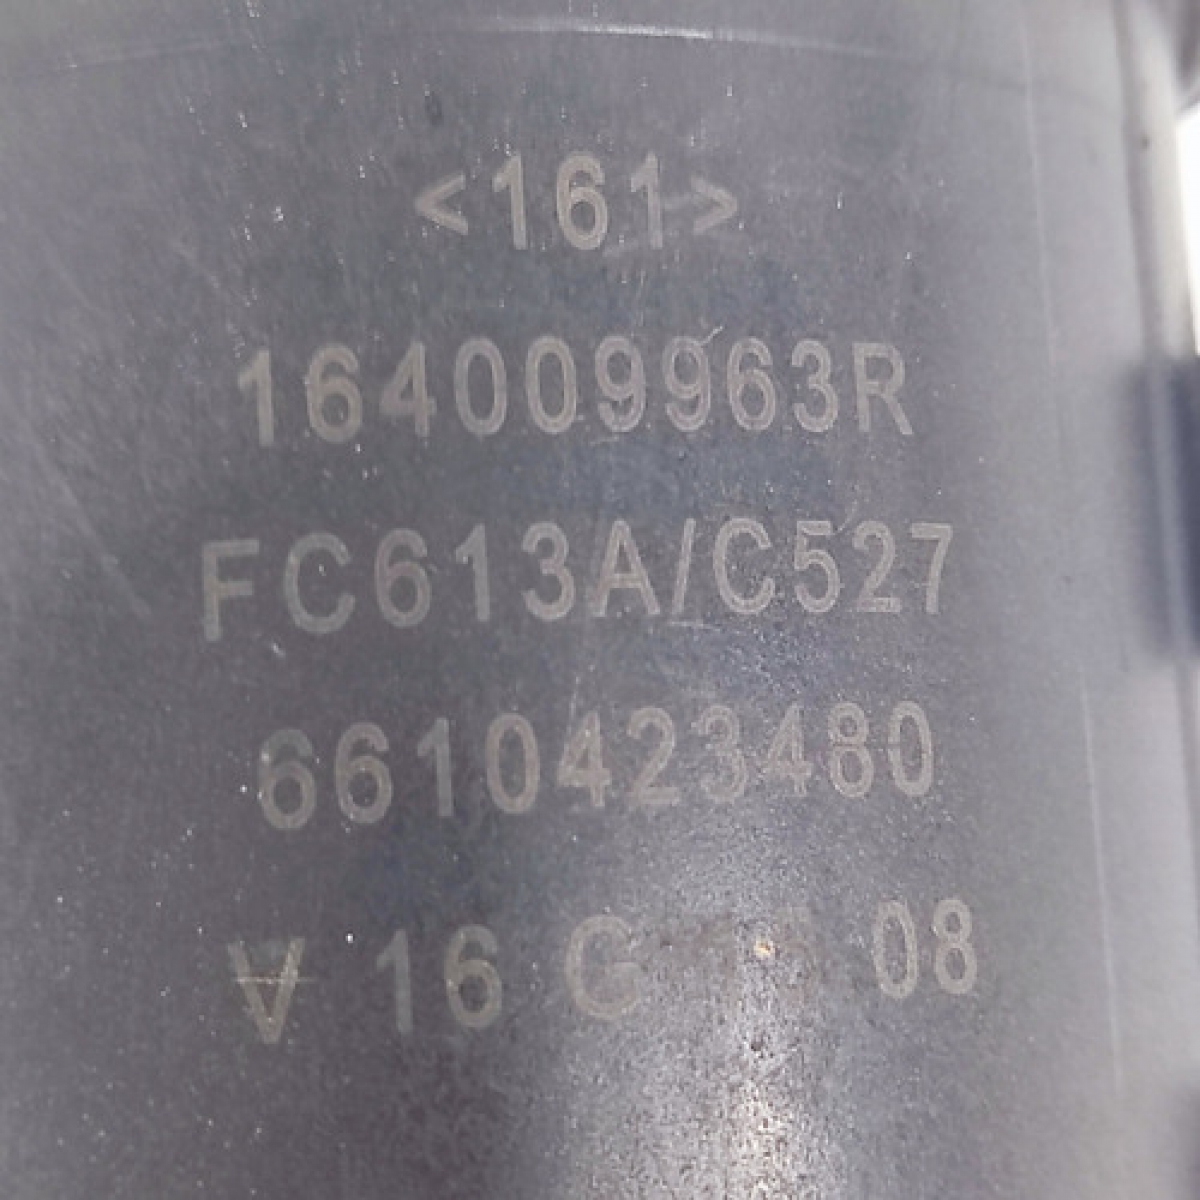 <161>
164009963R
FC613A/C527
6610423480
16 G 08